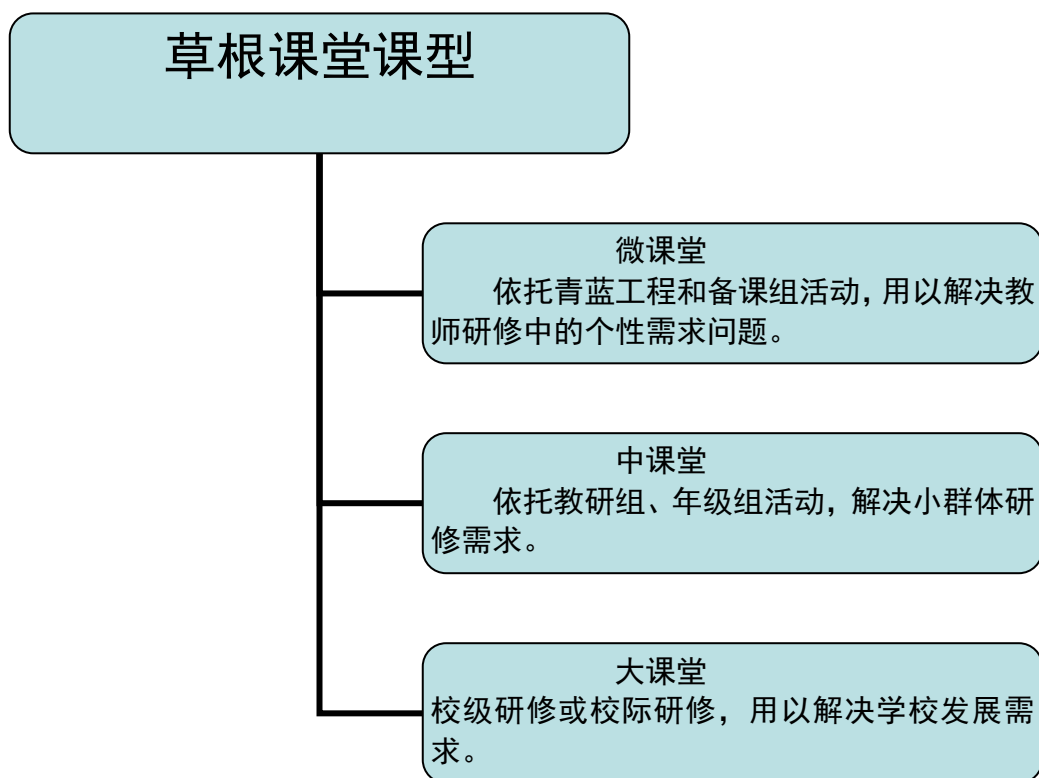 草根课堂课型
微课堂
依托青蓝工程和备课组活动，用以解决教
师研修中的个性需求问题。
中课堂
依托教研组、年级组活动，解决小群体研
修需求。
大课堂
校级研修或校际研修，用以解决学校发展需
求。